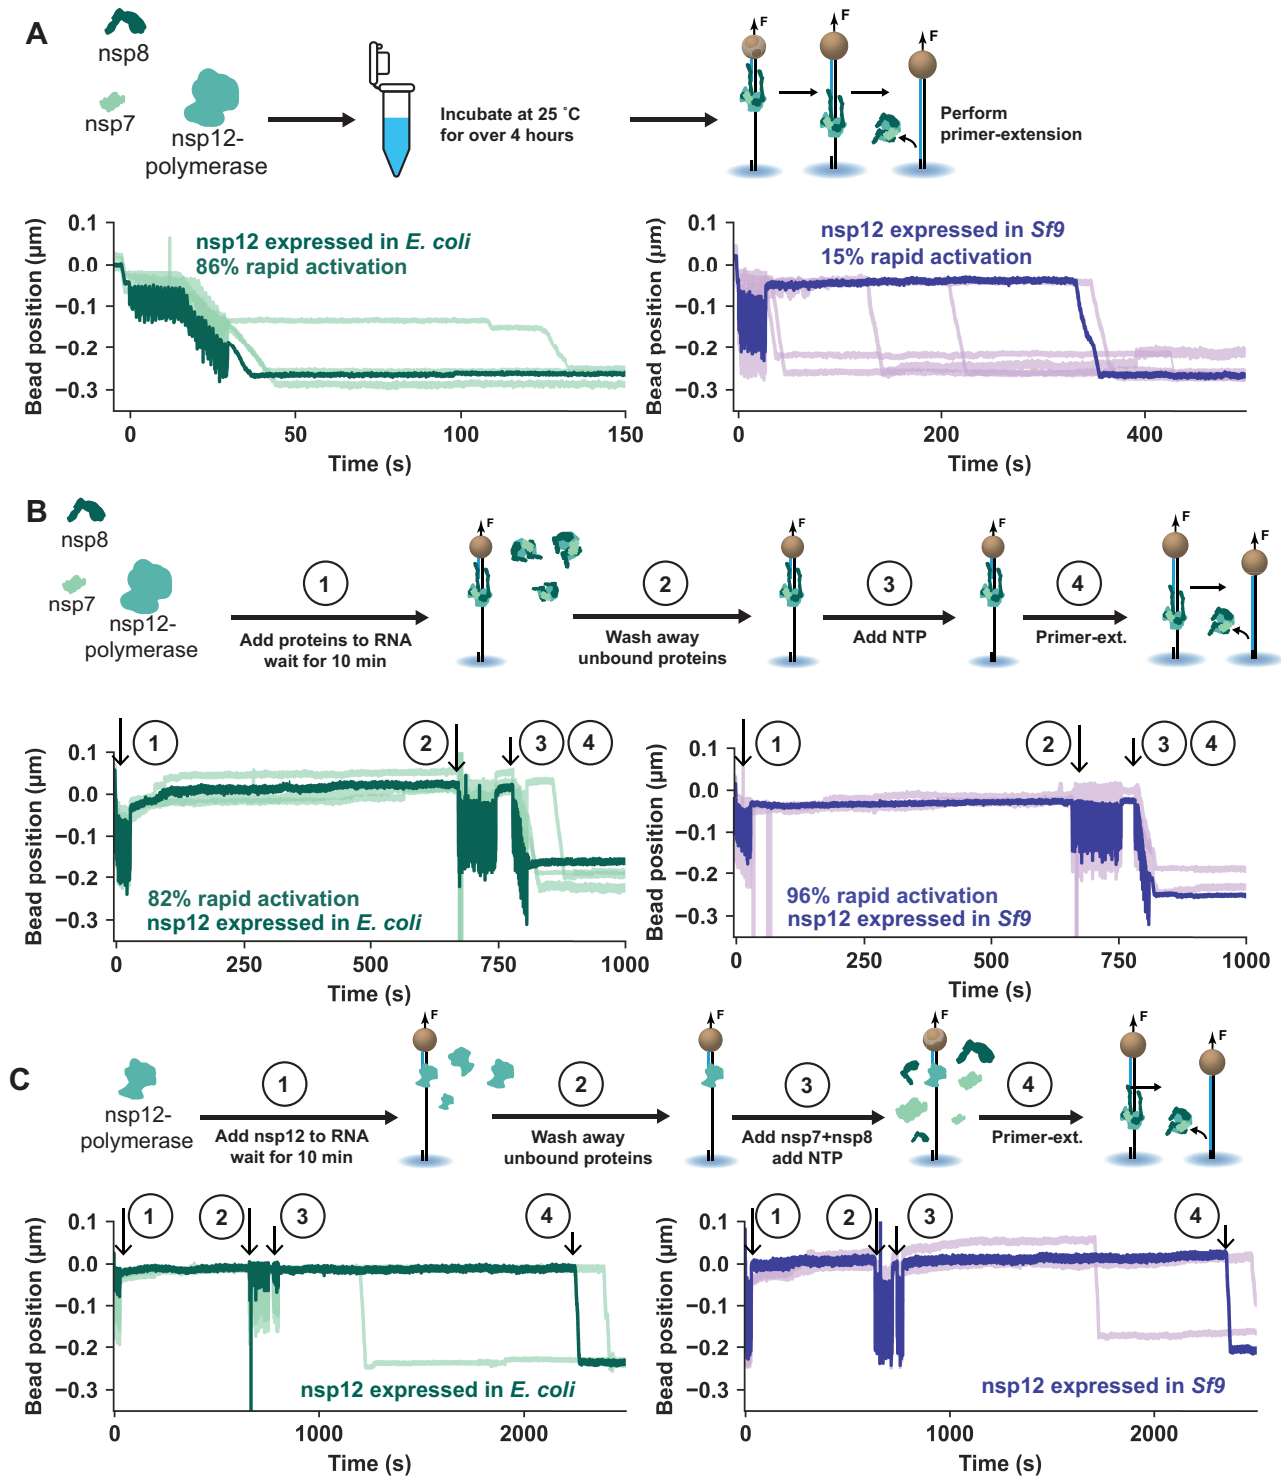 A
nsp8
nsp7
nsp12-
polymerase
Incubate at 25 ˚C
for over 4 hours
F
F
F
Perform
primer-extension
Bead position (µm)
0.1
0.0
−0.1
−0.2
−0.3
nsp12 expressed in E. coli
86% rapid activation
0
50
100
150
Time (s)
Bead position (µm)
0.1
0.0
−0.1
−0.2
−0.3
nsp12 expressed in Sf9
15% rapid activation
0
200
400
Time (s)
B
nsp8
nsp7
nsp12-
polymerase
1
Add proteins to RNA
wait for 10 min
F
2
Wash away
unbound proteins
F
3
Add NTP
F
4
Primer-ext.
F
F
Bead position (µm)
0.1
0.0
−0.1
−0.2
−0.3
1
2
3
4
82% rapid activation
nsp12 expressed in E. coli
0
250
500
750
1000
Time (s)
Bead position (µm)
0.1
0.0
−0.1
−0.2
−0.3
1
2
3
4
96% rapid activation
nsp12 expressed in Sf9
0
250
500
750
1000
Time (s)
C
nsp12-
polymerase
1
Add nsp12 to RNA
wait for 10 min
F
2
Wash away
unbound proteins
F
3
Add nsp7+nsp8
add NTP
F
4
Primer-ext.
F
F
Bead position (µm)
0.1
0.0
−0.1
−0.2
−0.3
1
2
3
4
nsp12 expressed in E. coli
0
1000
2000
Time (s)
Bead position (µm)
0.1
0.0
−0.1
−0.2
−0.3
1
2
3
4
nsp12 expressed in Sf9
0
1000
2000
Time (s)